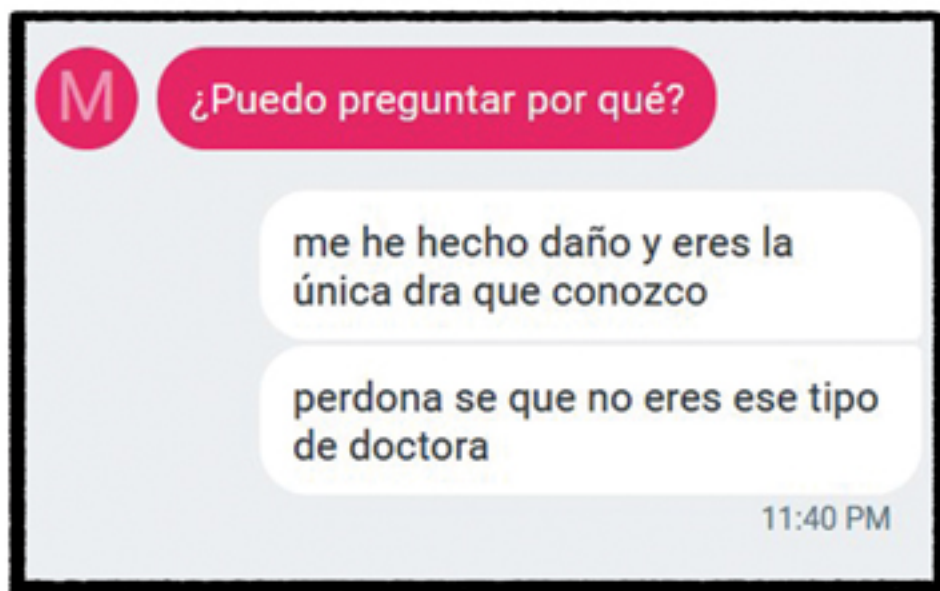 M
¿Puedo preguntar por qué?
me he hecho daño y eres la
única dra que conozco
perdona se que no eres ese tipo
de doctora
11:40 PM